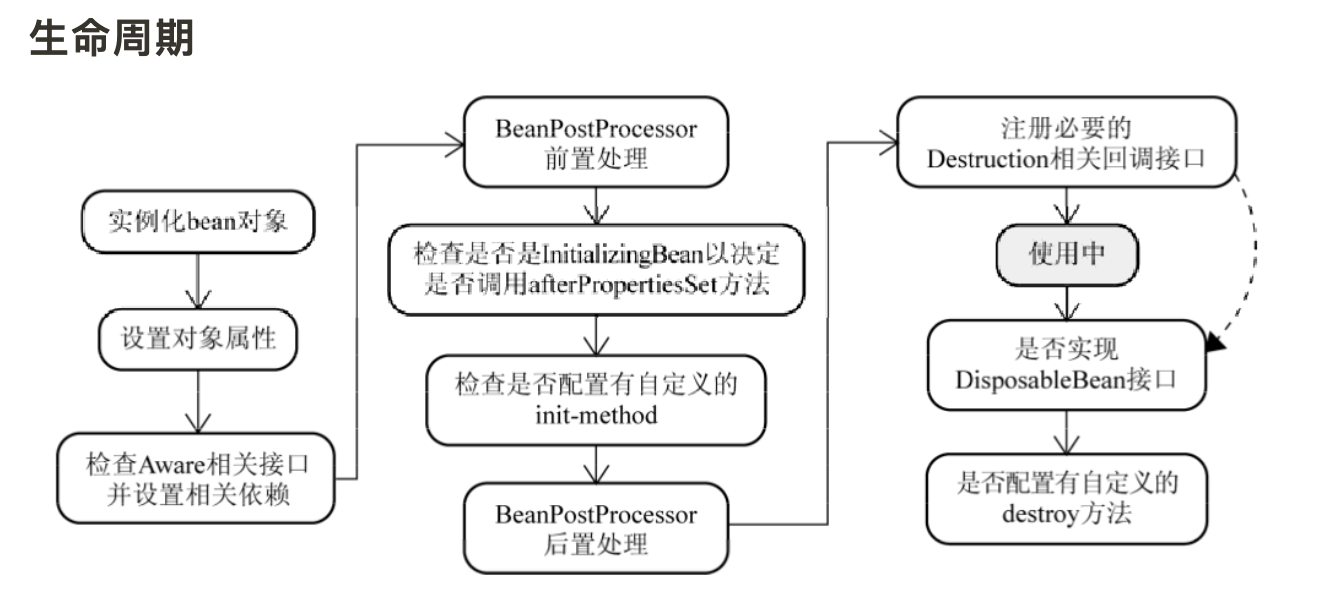 生命周期
实例化bean对象
设置对象属性
检查Aware相关接口
并设置相关依赖
BeanPostProcessor
前置处理
检查是否是InitializingBean以决定
是否调用afterPropertiesSet方法
检查是否配置有自定义的
init-method
BeanPostProcessor
后置处理
注册必要的
Destruction相关回调接口
使用中
是否实现
DisposableBean接口
是否配置有自定义的
destroy方法